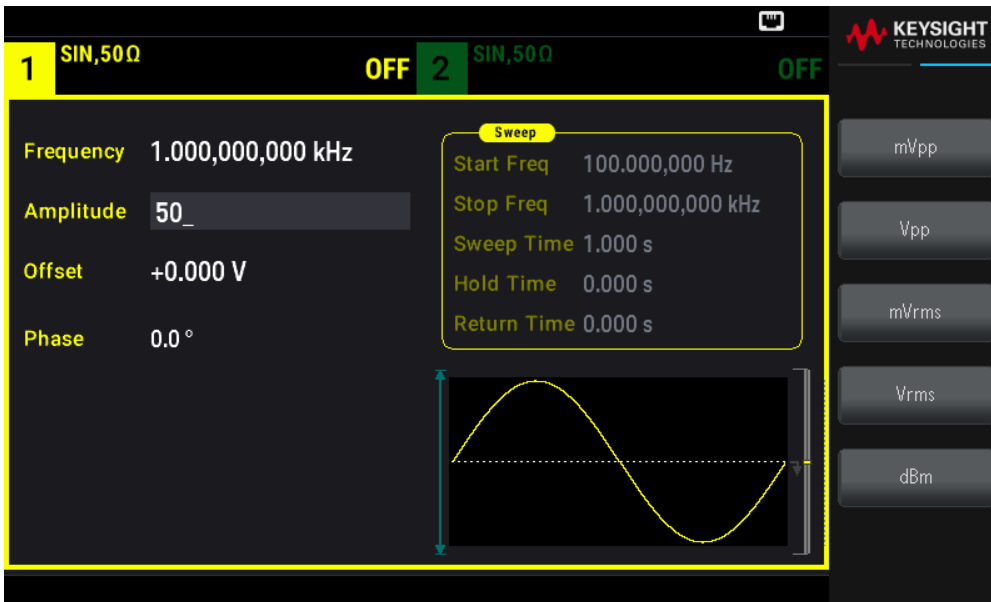 KEYSIGHT
TECHNOLOGIES
1 SIN,50Ω OFF
2 SIN,50Ω OFF
Frequency 1.000,000,000 kHz
Amplitude 50_
Offset +0.000 V
Phase 0.0 °
Sweep
Start Freq 100.000,000 Hz
Stop Freq 1.000,000,000 kHz
Sweep Time 1.000 s
Hold Time 0.000 s
Return Time 0.000 s
mVpp
Vpp
mVrms
Vrms
dBm